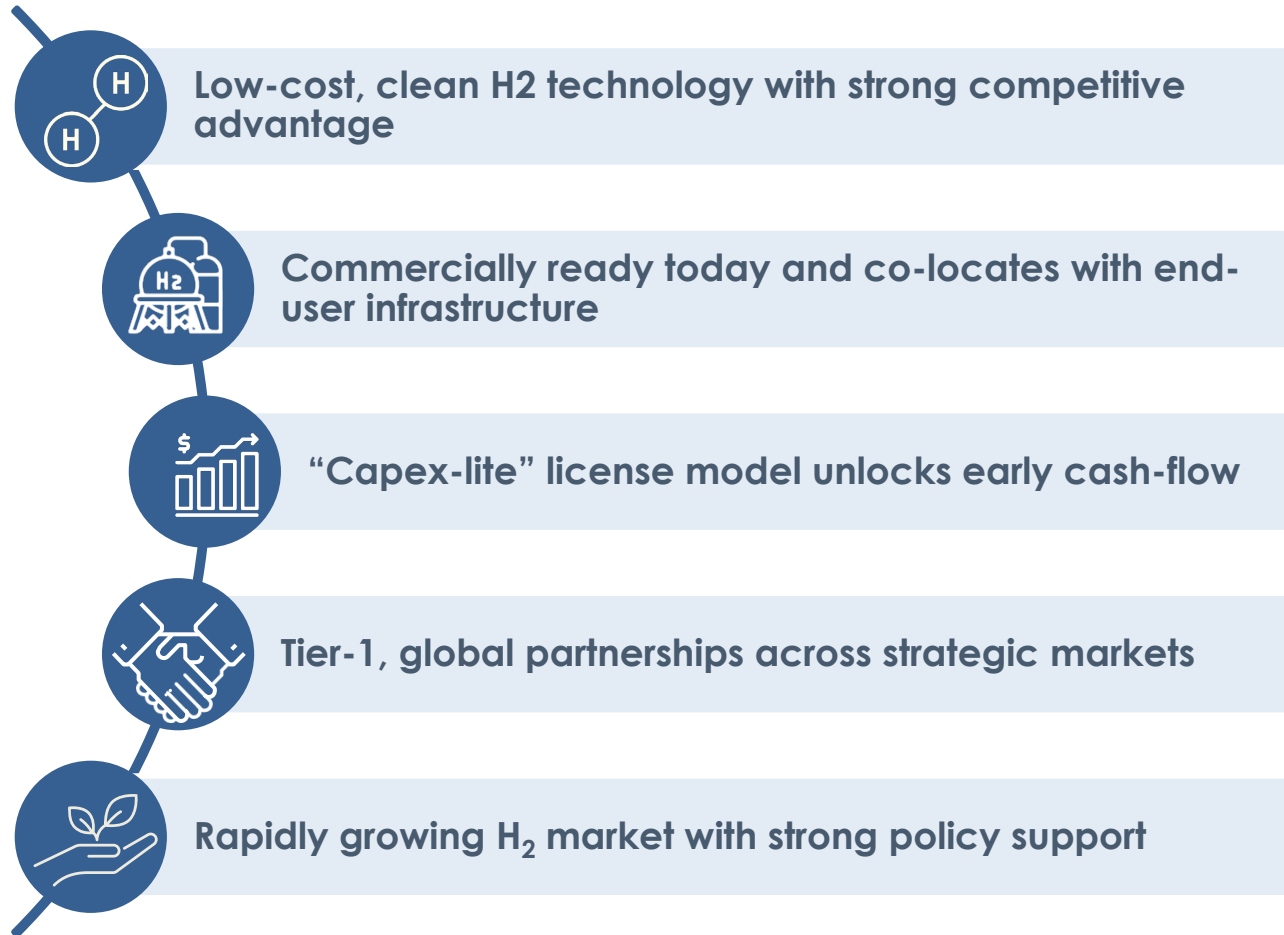 H
H
Low-cost, clean H2 technology with strong competitive
advantage
H2
Commercially ready today and co-locates with end-
user infrastructure
$
“Capex-lite” license model unlocks early cash-flow
Tier-1, global partnerships across strategic markets
Rapidly growing H₂ market with strong policy support